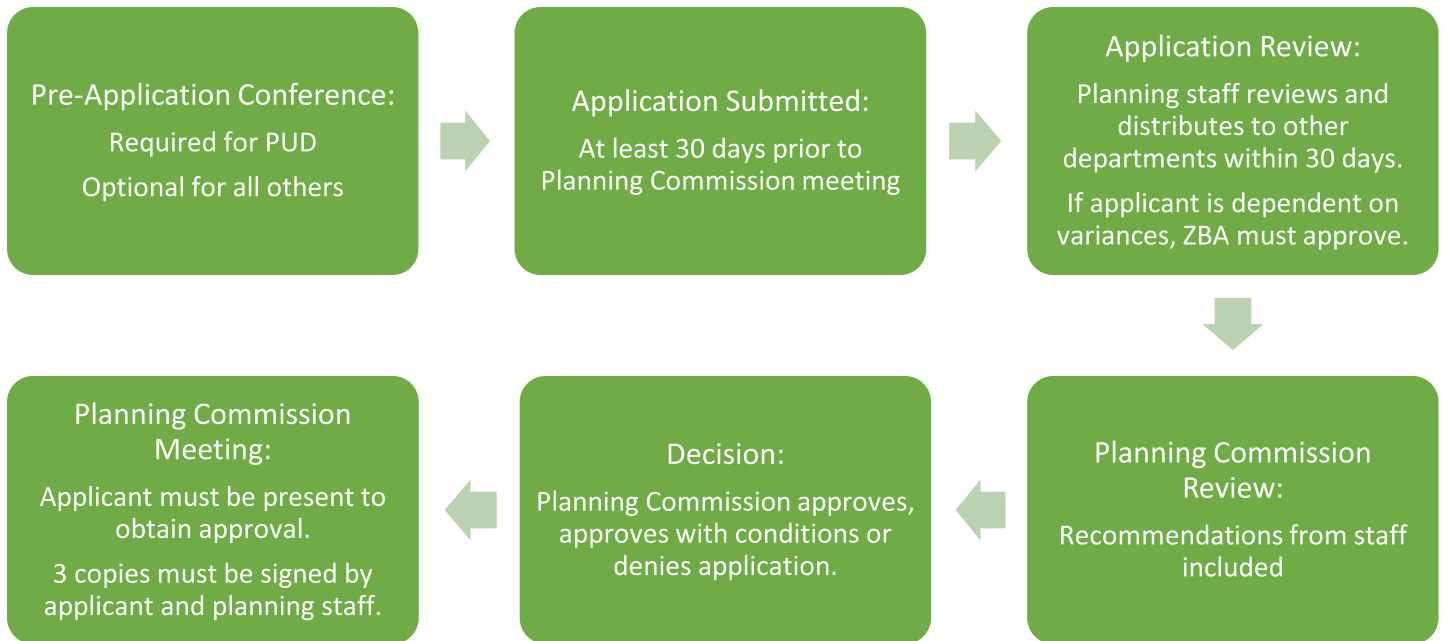 Pre-Application Conference:
Required for PUD
Optional for all others
Application Submitted:
At least 30 days prior to
Planning Commission meeting
Application Review:
Planning staff reviews and
distributes to other
departments within 30 days.
If applicant is dependent on
variances, ZBA must approve.
Planning Commission
Review:
Recommendations from staff
included
Decision:
Planning Commission approves,
approves with conditions or
denies application.
Planning Commission
Meeting:
Applicant must be present to
obtain approval.
3 copies must be signed by
applicant and planning staff.